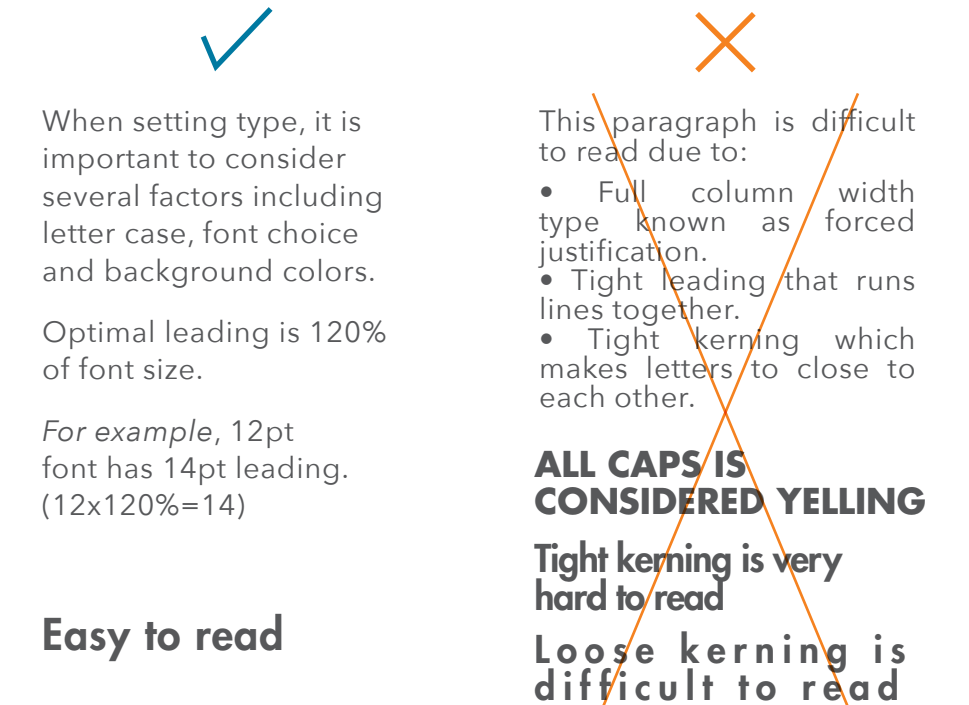 When setting type, it is
important to consider
several factors including
letter case, font choice
and background colors.
Optimal leading is 120%
of font size.
For example, 12pt
font has 14pt leading.
(12x120%=14)
Easy to read
This paragraph is difficult
to read due to:
• Full column width
type known as forced
justification.
• Tight leading that runs
lines together.
• Tight kerning which
makes letters to close to
each other.
ALL CAPS IS
CONSIDERED YELLING
Tight kerning is very
hard to read
Loose kerning is
difficult to read